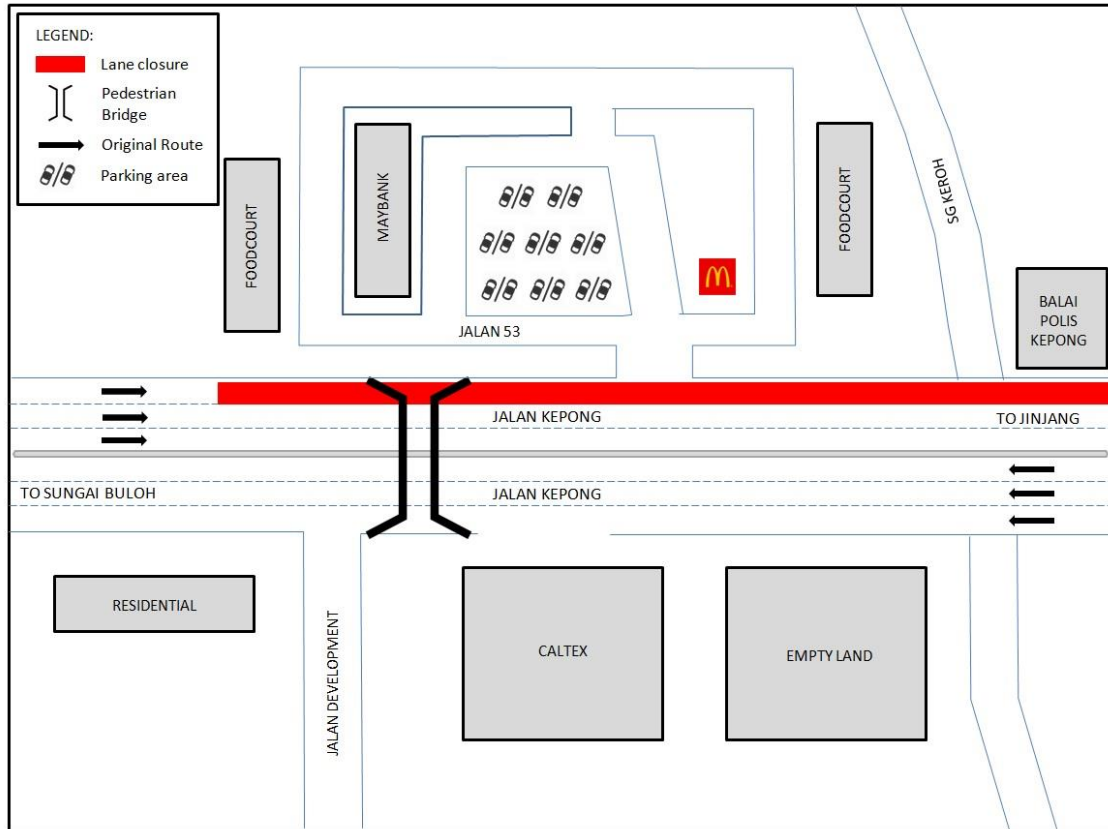 LEGEND:
Lane closure
Pedestrian
Bridge
Original Route
Parking area
FOODCOURT
MAYBANK
FOODCOURT
SG KEROH
BALAI
POLIS
KEPONG
JALAN 53
JALAN KEPONG
TO JINJANG
TO SUNGAI BULOH
JALAN KEPONG
RESIDENTIAL
JALAN DEVELOPMENT
CALTEX
EMPTY LAND